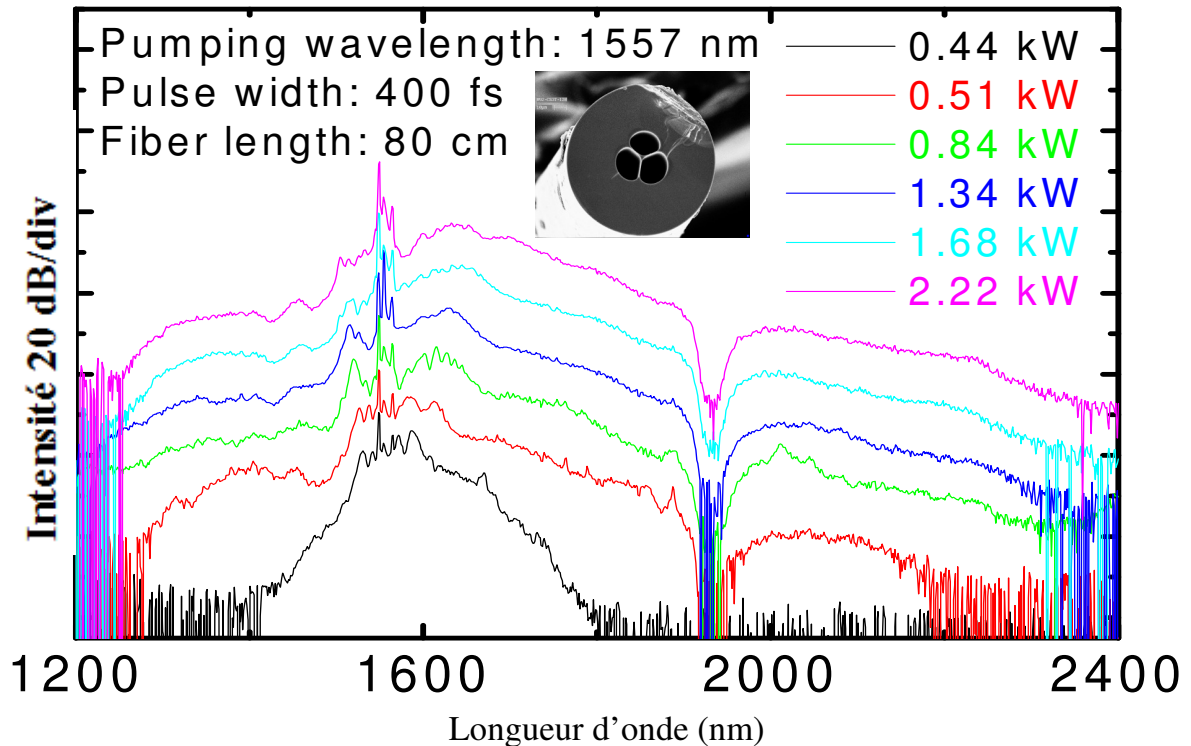 Pumping wavelength: 1557 nm
Pulse width: 400 fs
Fiber length: 80 cm
0.44 kW
0.51 kW
0.84 kW
1.34 kW
1.68 kW
2.22 kW
Intensité 20 dB/div
1200 1600 2000 2400
Longueur d'onde (nm)